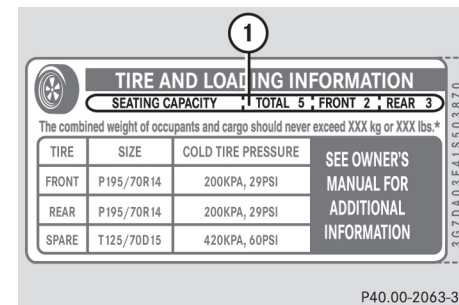 1
TIRE AND LOADING INFORMATION
SEATING CAPACITY TOTAL 5 FRONT 2 REAR 3
The combined weight of occupants and cargo should never exceed XXX kg or XXX lbs.*
TIRE SIZE COLD TIRE PRESSURE
FRONT P195/70R14 200KPA, 29PSI
REAR P195/70R14 200KPA, 29PSI
SPARE T125/70D15 420KPA, 60PSI
SEE OWNER'S
MANUAL FOR
ADDITIONAL
INFORMATION
3G7DA03E41S503870
P40.00-2063-3